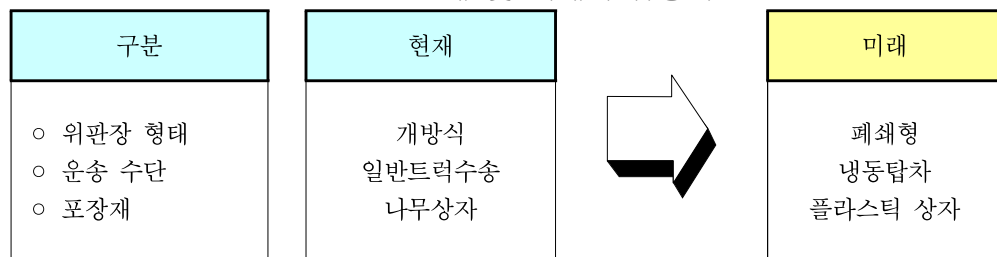 구분 현재 미래
○ 위판장 형태 개방식 폐쇄형
○ 운송 수단 일반트럭수송 냉동탑차
○ 포장재 나무상자 플라스틱 상자